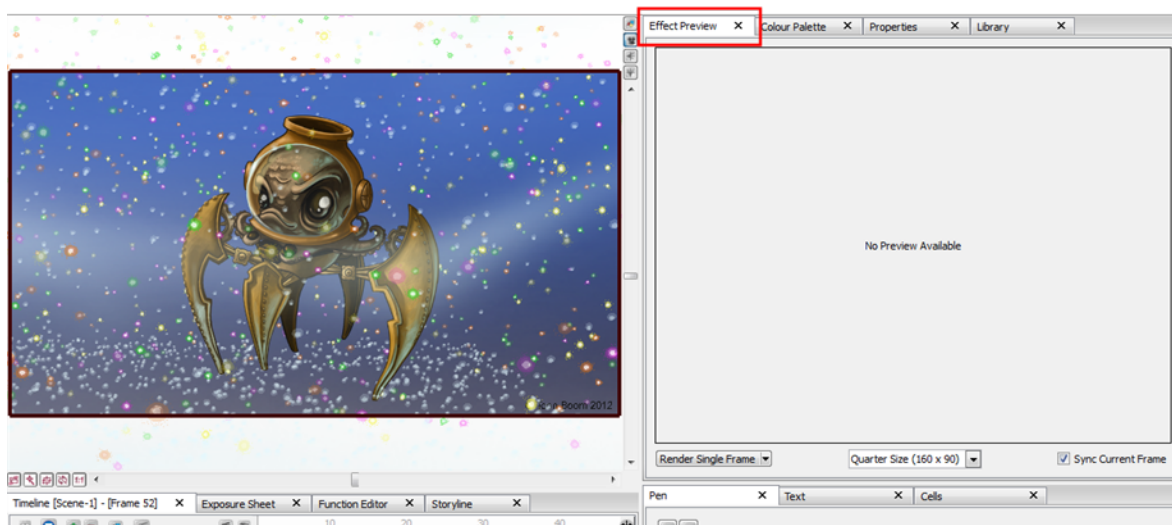 Effect Preview
Colour Palette
Properties
Library
No Preview Available
Boom 2012
1:1
Render Single Frame
Quarter Size (160 x 90)
Sync Current Frame
Timeline [Scene-1] - [Frame 52]
Exposure Sheet
Function Editor
Storyline
Pen
Text
Cells
10
20
30
40